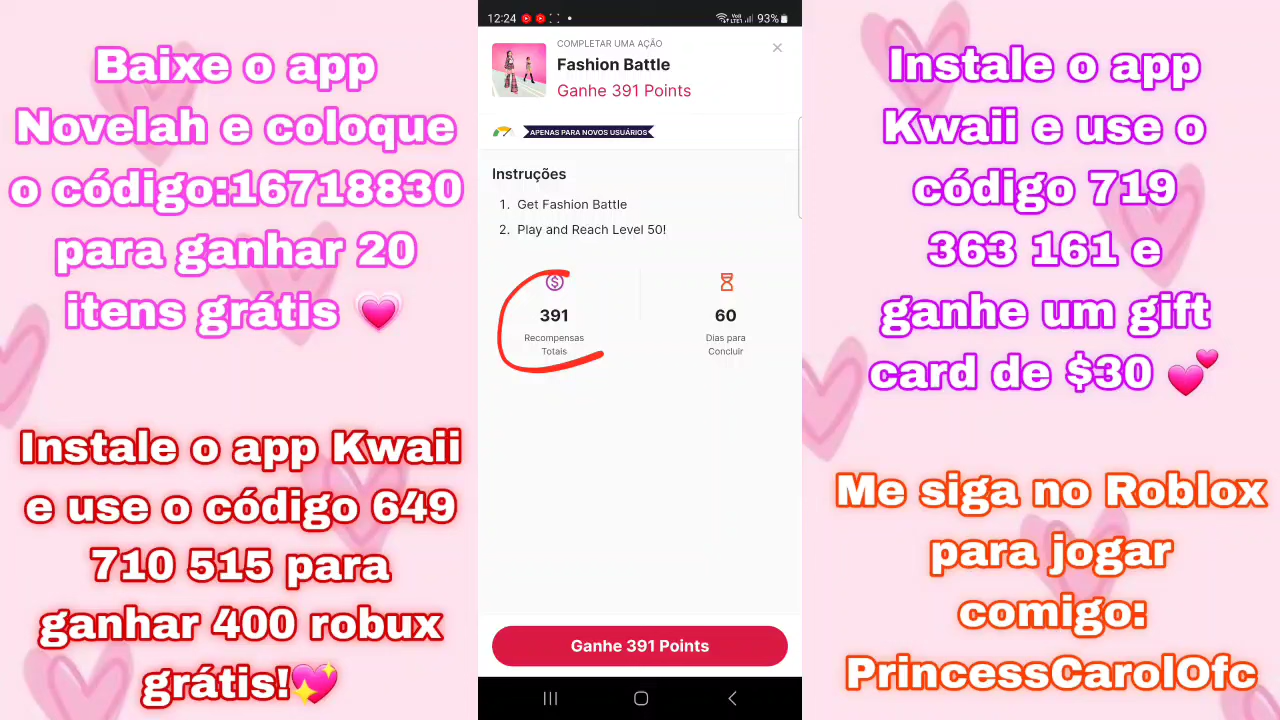 Baixe o app
Novelah e coloque
o código:16718830
para ganhar 20
itens grátis 💗
Instale o app Kwaii
e use o código 649
710 515 para
ganhar 400 robux
grátis!💖
12:24
93%
COMPLETAR UMA AÇÃO
Fashion Battle
Ganhe 391 Points
APENAS PARA NOVOS USUÁRIOS
Instruções
1. Get Fashion Battle
2. Play and Reach Level 50!
391
Recompensas
Totais
60
Dias para
Concluir
Ganhe 391 Points
Instale o app
Kwaii e use o
código 719
363 161 e
ganhe um gift
card de $30 💕
Me siga no Roblox
para jogar
comigo:
PrincessCarolOfc